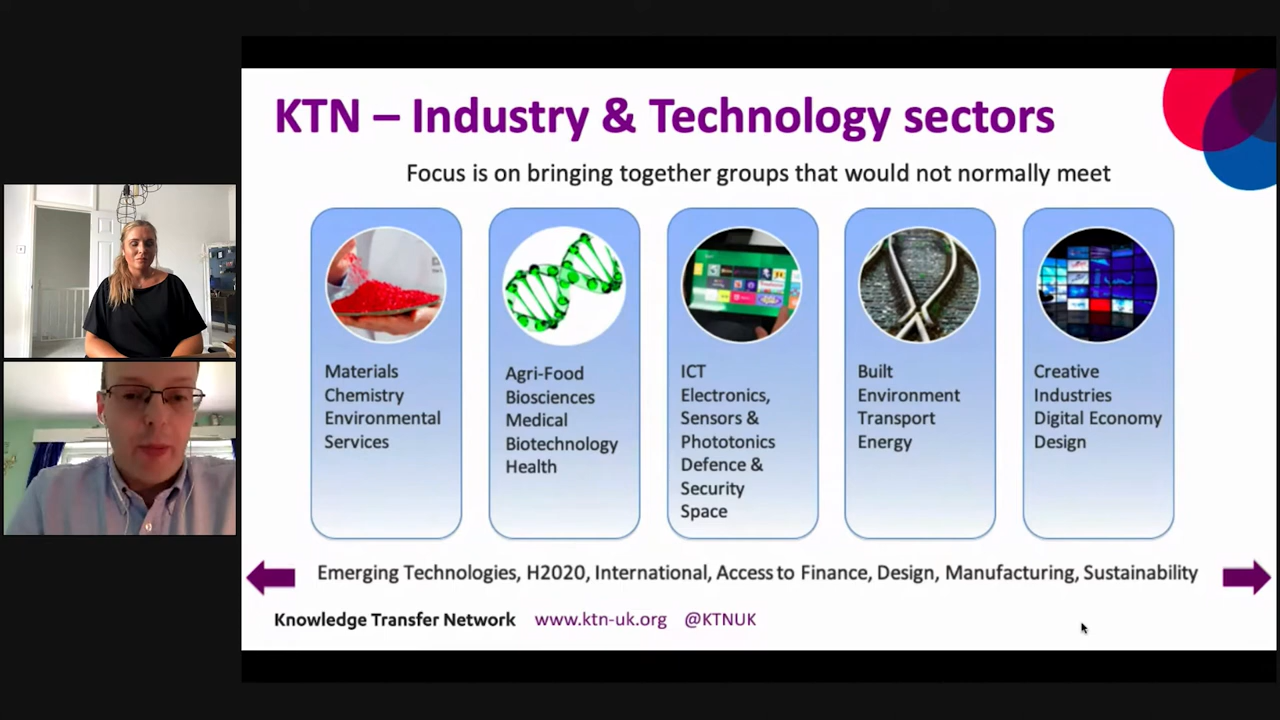 KTN – Industry & Technology sectors
Focus is on bringing together groups that would not normally meet
Materials
Chemistry
Environmental
Services
Agri-Food
Biosciences
Medical
Biotechnology
Health
ICT
Electronics,
Sensors &
Phototonics
Defence &
Security
Space
Built
Environment
Transport
Energy
Creative
Industries
Digital Economy
Design
Emerging Technologies, H2020, International, Access to Finance, Design, Manufacturing, Sustainability
Knowledge Transfer Network www.ktn-uk.org @KTNUK